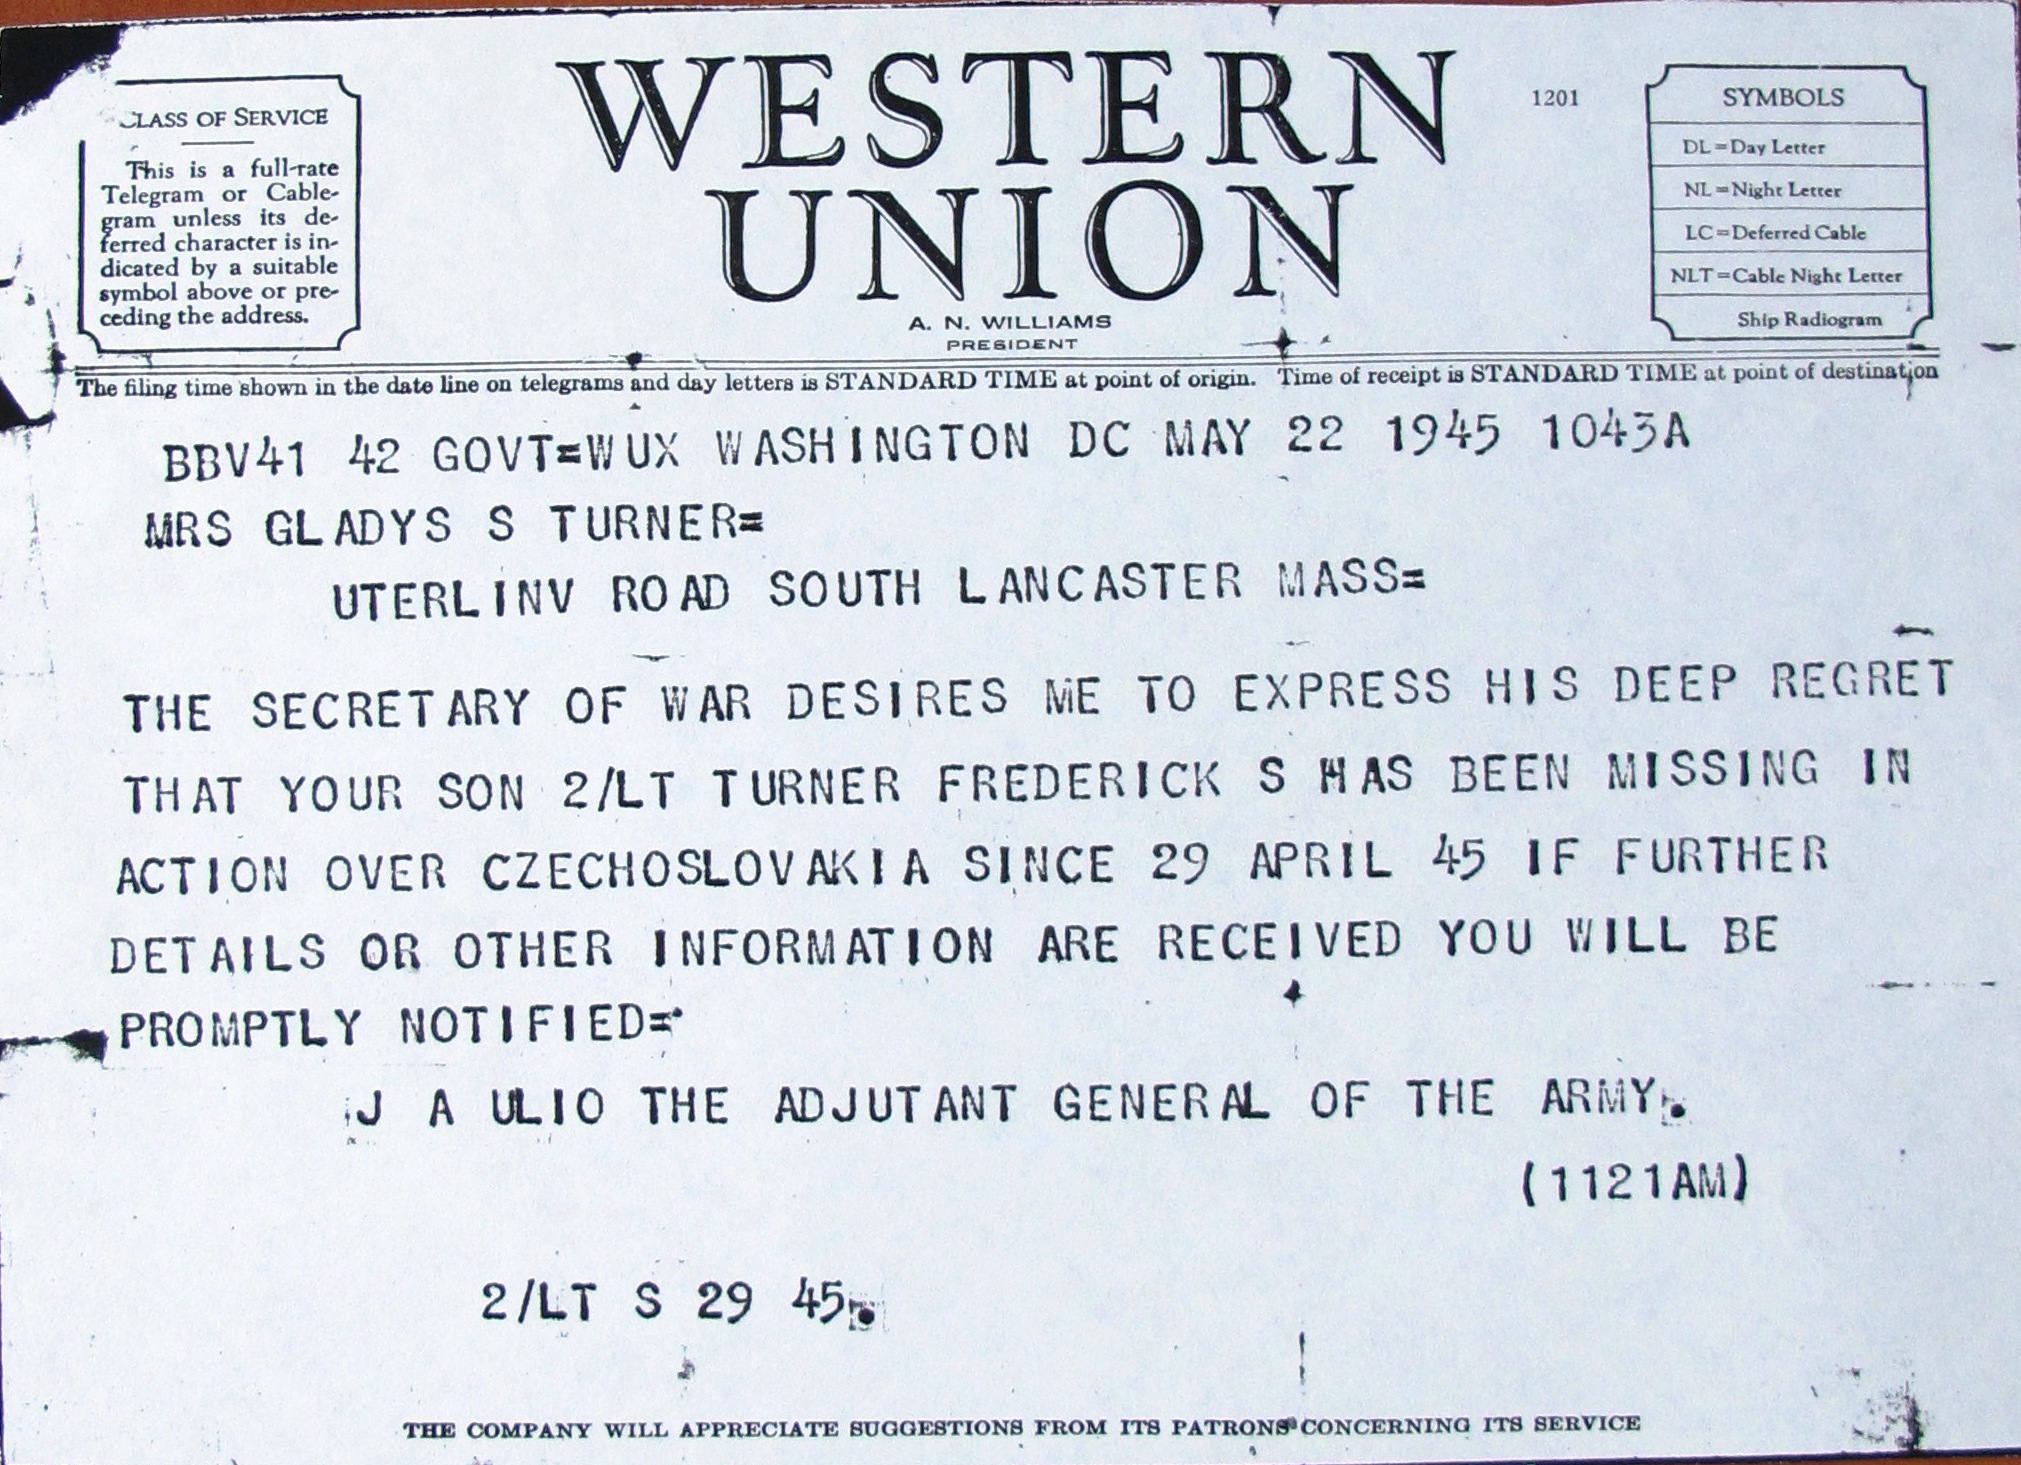 CLASS OF SERVICE
This is a full-rate
Telegram or Cable-
gram unless its de-
ferred character is in-
dicated by a suitable
symbol above or pre-
ceding the address.
WESTERN
UNION
A. N. WILLIAMS
PRESIDENT
1201
SYMBOLS
DL=Day Letter
NL=Night Letter
LC=Deferred Cable
NLT=Cable Night Letter
Ship Radiogram
The filing time shown in the date line on telegrams and day letters is STANDARD TIME at point of origin. Time of receipt is STANDARD TIME at point of destination
BBV41 42 GOVT=WUX WASHINGTON DC MAY 22 1945 1043A
MRS GLADYS S TURNER=
UTERLINV ROAD SOUTH LANCASTER MASS=
THE SECRETARY OF WAR DESIRES ME TO EXPRESS HIS DEEP REGRET
THAT YOUR SON 2/LT TURNER FREDERICK S HAS BEEN MISSING IN
ACTION OVER CZECHOSLOVAKIA SINCE 29 APRIL 45 IF FURTHER
DETAILS OR OTHER INFORMATION ARE RECEIVED YOU WILL BE
PROMPTLY NOTIFIED=
J A ULIO THE ADJUTANT GENERAL OF THE ARMY.
(1121AM)
2/LT S 29 45.
THE COMPANY WILL APPRECIATE SUGGESTIONS FROM ITS PATRONS CONCERNING ITS SERVICE